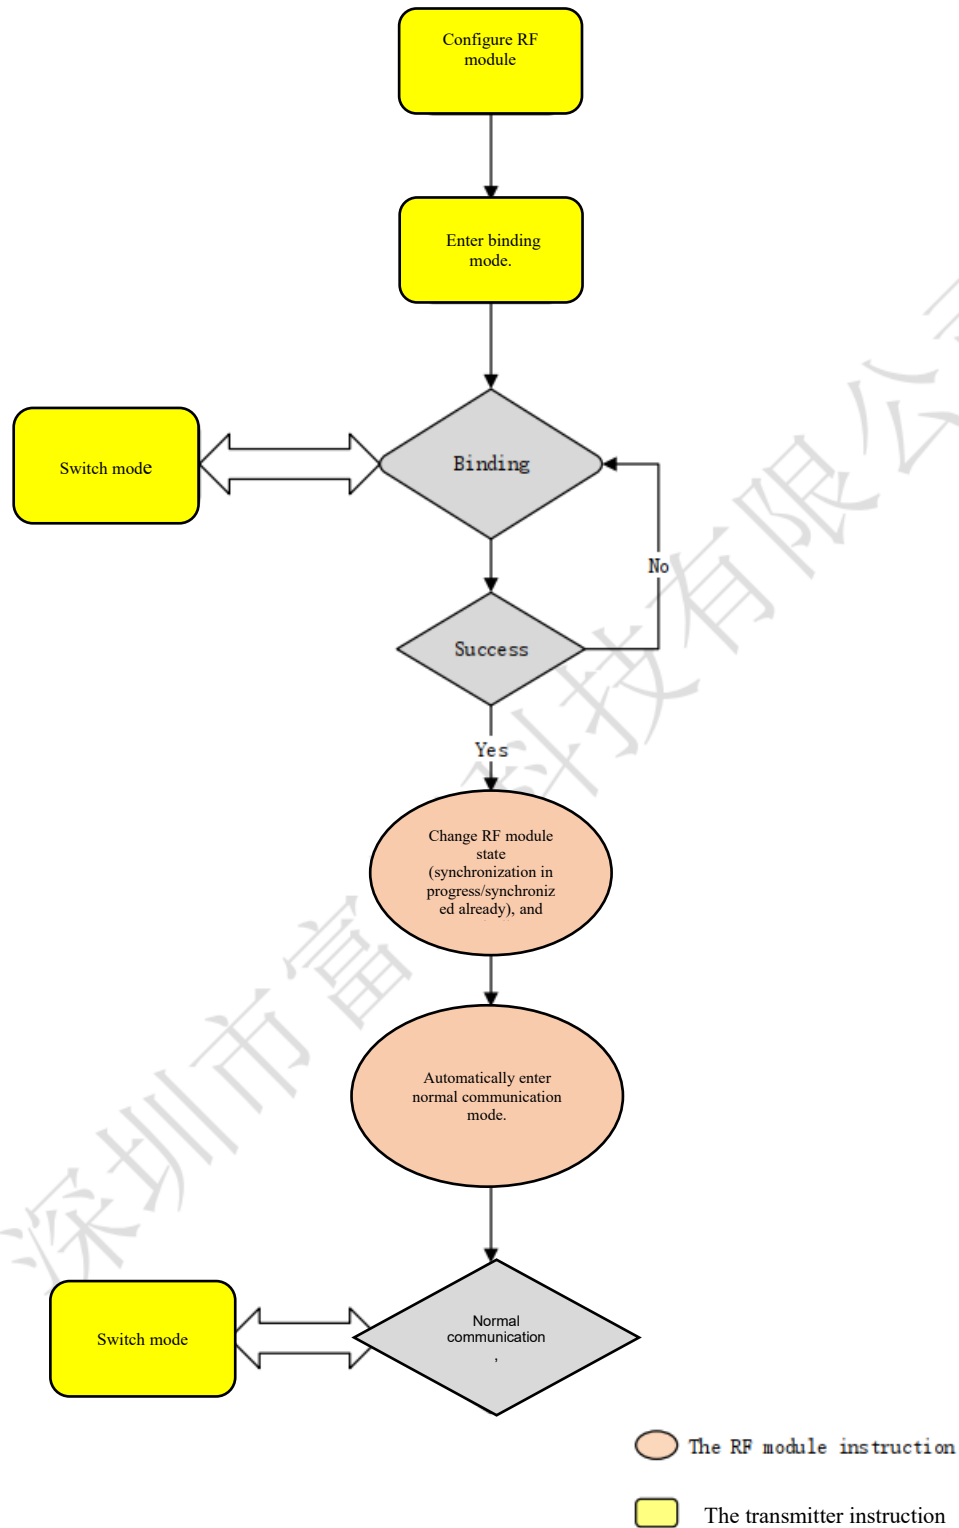 Configure RF
module
Enter binding
mode.
Switch mode
Binding
No
Success
Yes
Change RF module
state
(synchronization in
progress/synchroniz
ed already), and
Automatically enter
normal communication
mode.
Switch mode
Normal
communication
,
The RF module instruction
The transmitter instruction
深圳市富 科技有限公司